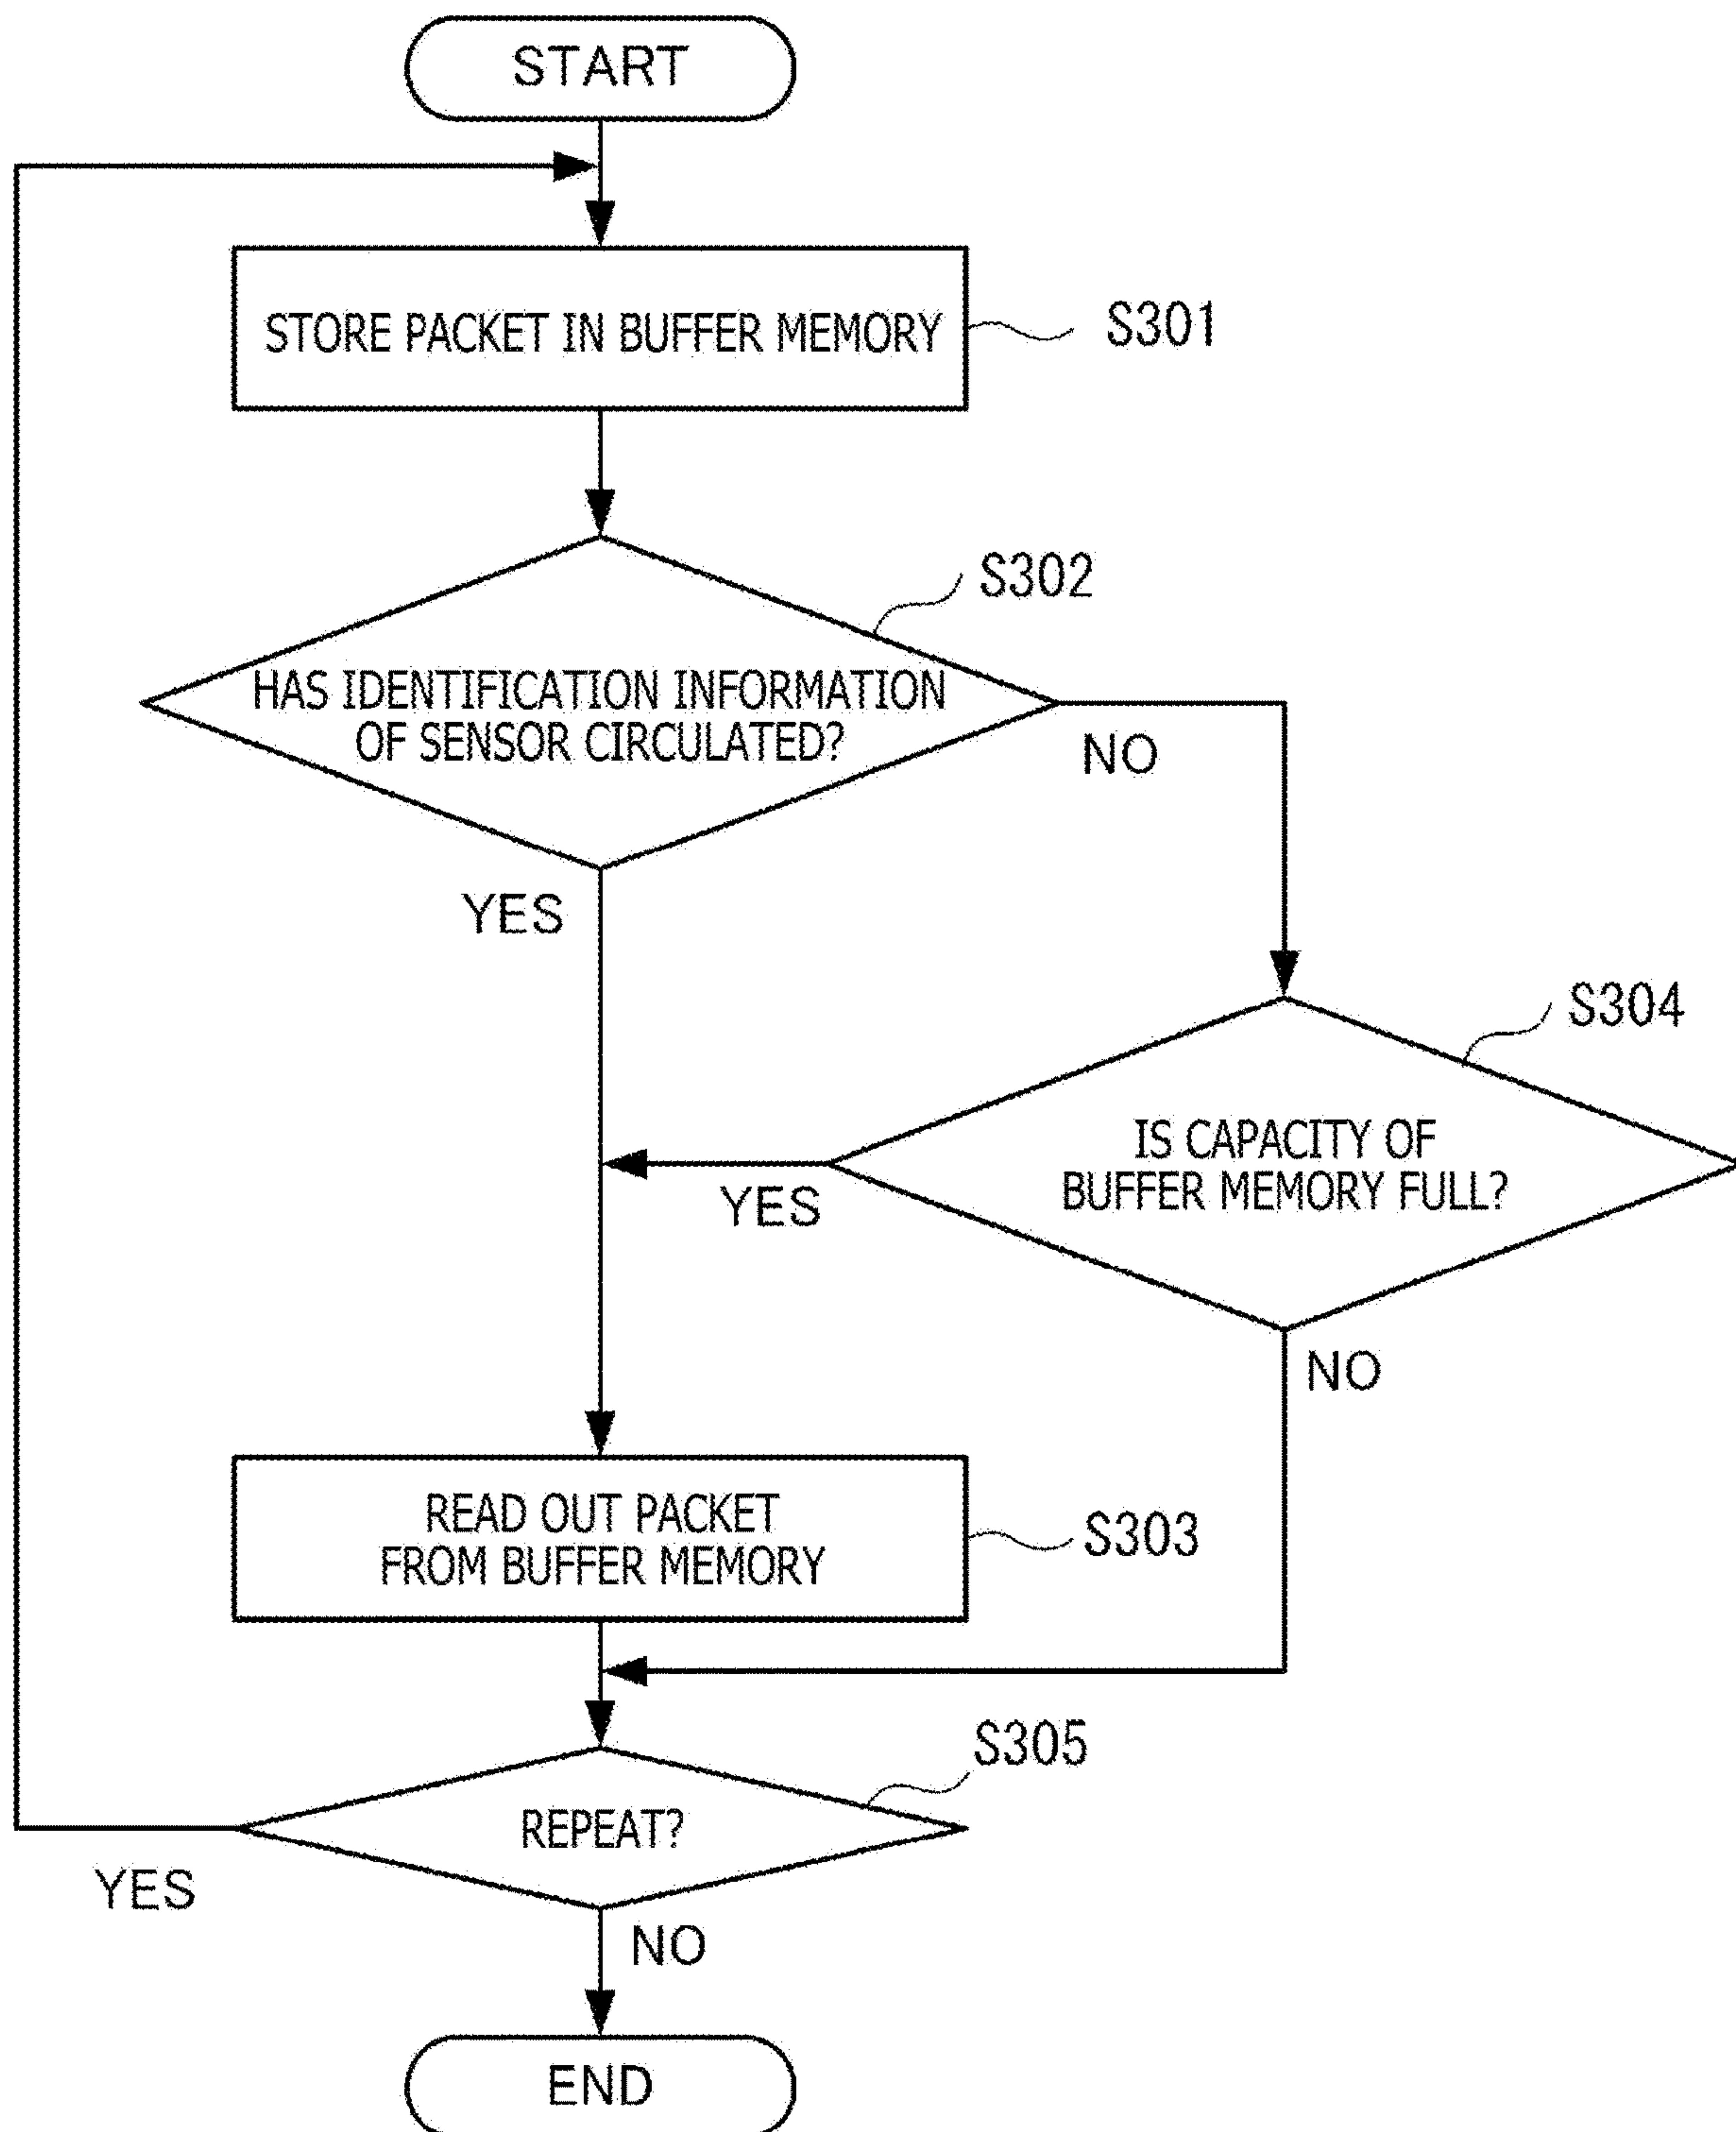 START
STORE PACKET IN BUFFER MEMORY
S301
S302
HAS IDENTIFICATION INFORMATION
OF SENSOR CIRCULATED?
NO
YES
S304
IS CAPACITY OF
BUFFER MEMORY FULL?
YES
NO
READ OUT PACKET
FROM BUFFER MEMORY
S303
S305
REPEAT?
YES
NO
END